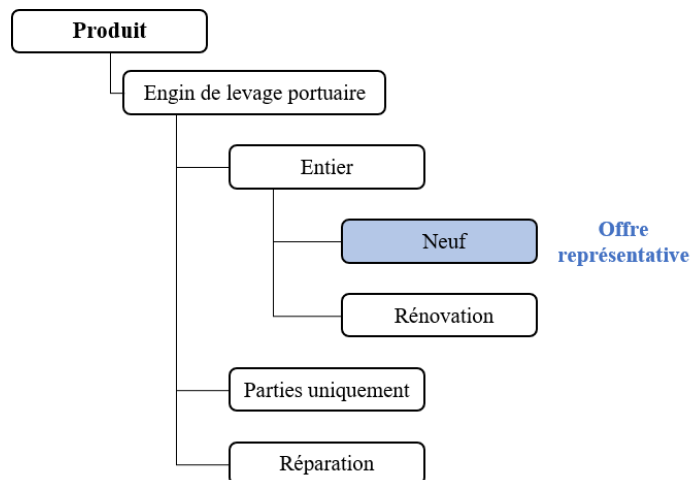 Produit
Engin de levage portuaire
Entier
Neuf
Offre
représentative
Rénovation
Parties uniquement
Réparation